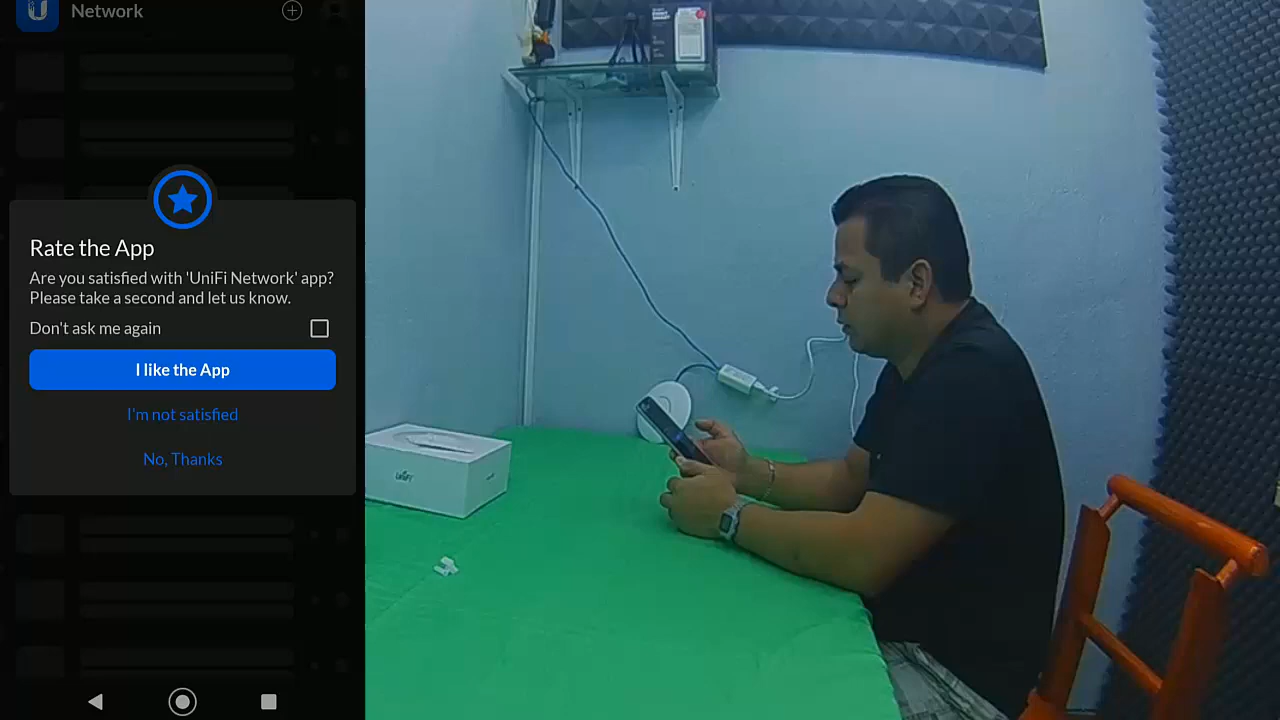 U Network
Rate the App
Are you satisfied with 'UniFi Network' app?
Please take a second and let us know.
Don't ask me again
I like the App
I'm not satisfied
No, Thanks
UniFi